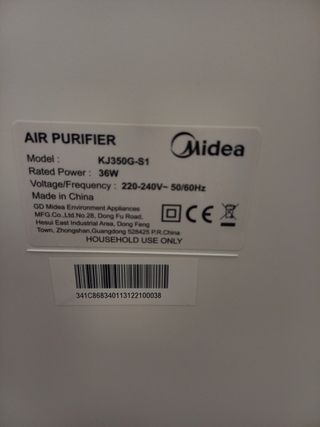 AIR PURIFIER
Midea
Model : KJ350G-S1
Rated Power : 36W
Voltage/Frequency : 220-240V~ 50/60Hz
Made in China
GD Midea Environment Appliances
MFG.Co.,Ltd.No.28, Dong Fu Road,
Hesui East Industrial Area, Dong Feng
Town, Zhongshan,Guangdong 528425 P.R.China
CE
HOUSEHOLD USE ONLY
341C868340113122100038